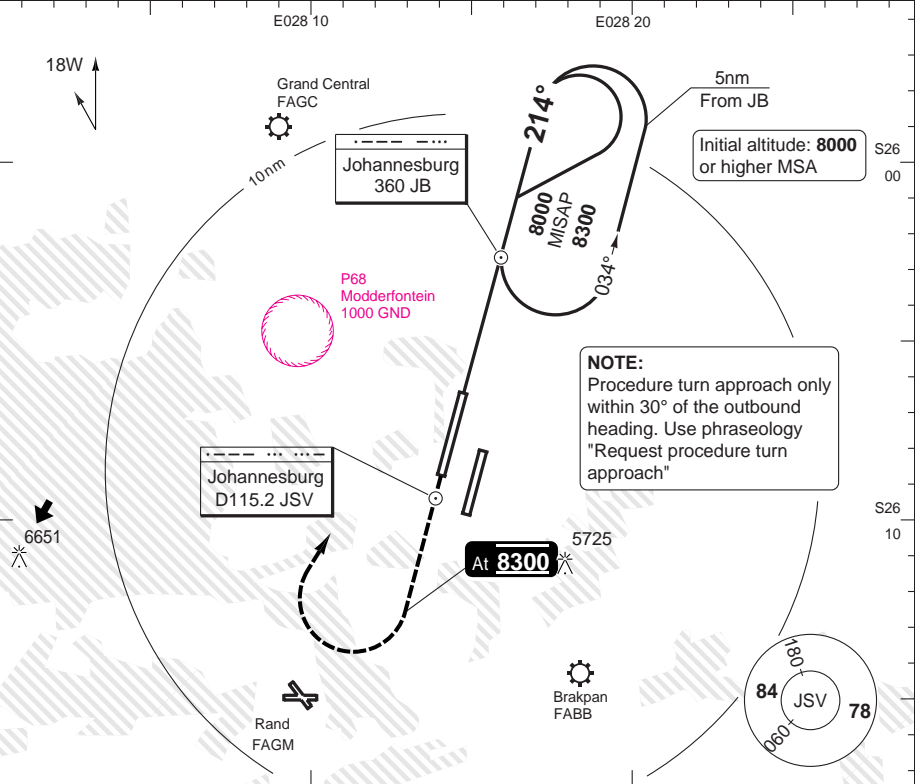 E028 10
E028 20
18W
Grand Central
FAGC
5nm
From JB
214°
Initial altitude: 8000
or higher MSA
S26
00
10nm
Johannesburg
360 JB
8000
MISAP
8300
034°
P68
Modderfontein
1000 GND
NOTE:
Procedure turn approach only
within 30° of the outbound
heading. Use phraseology
"Request procedure turn
approach"
Johannesburg
D115.2 JSV
S26
10
6651
At 8300
5725
180
84
JSV
78
060
Brakpan
FABB
Rand
FAGM